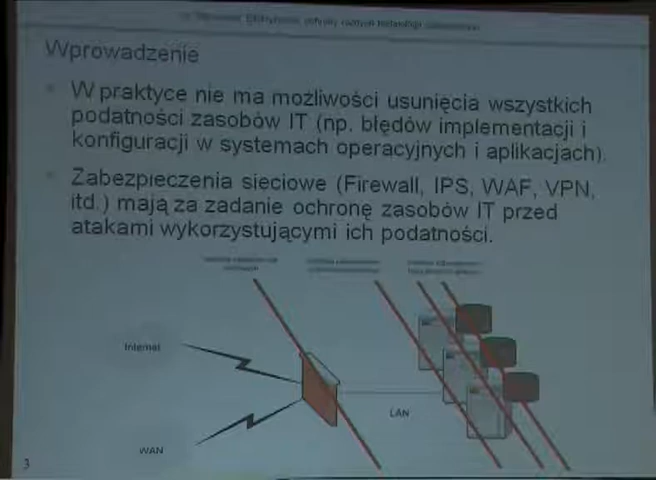 Wprowadzenie
W praktyce nie ma możliwości usunięcia wszystkich
podatności zasobów IT (np. błędów implementacji i
konfiguracji w systemach operacyjnych i aplikacjach).
Zabezpieczenia sieciowe (Firewall, IPS, WAF, VPN,
itd.) mają za zadanie ochronę zasobów IT przed
atakami wykorzystującymi ich podatności.
Internet
LAN
WAN
3